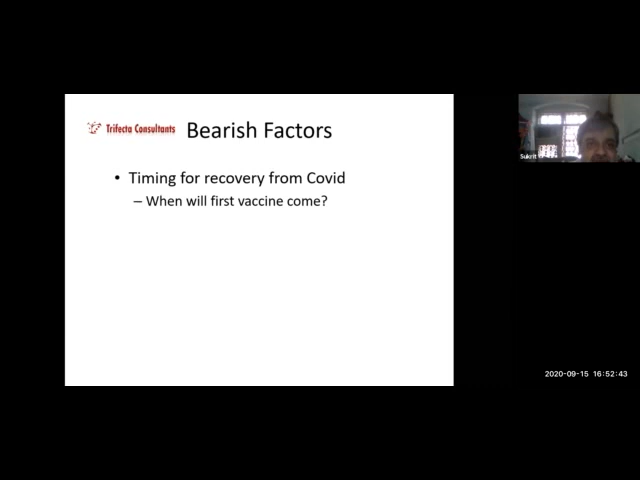 Trifecta Consultants
Bearish Factors
• Timing for recovery from Covid
– When will first vaccine come?
Sukrit
2020-09-15 16:52:43